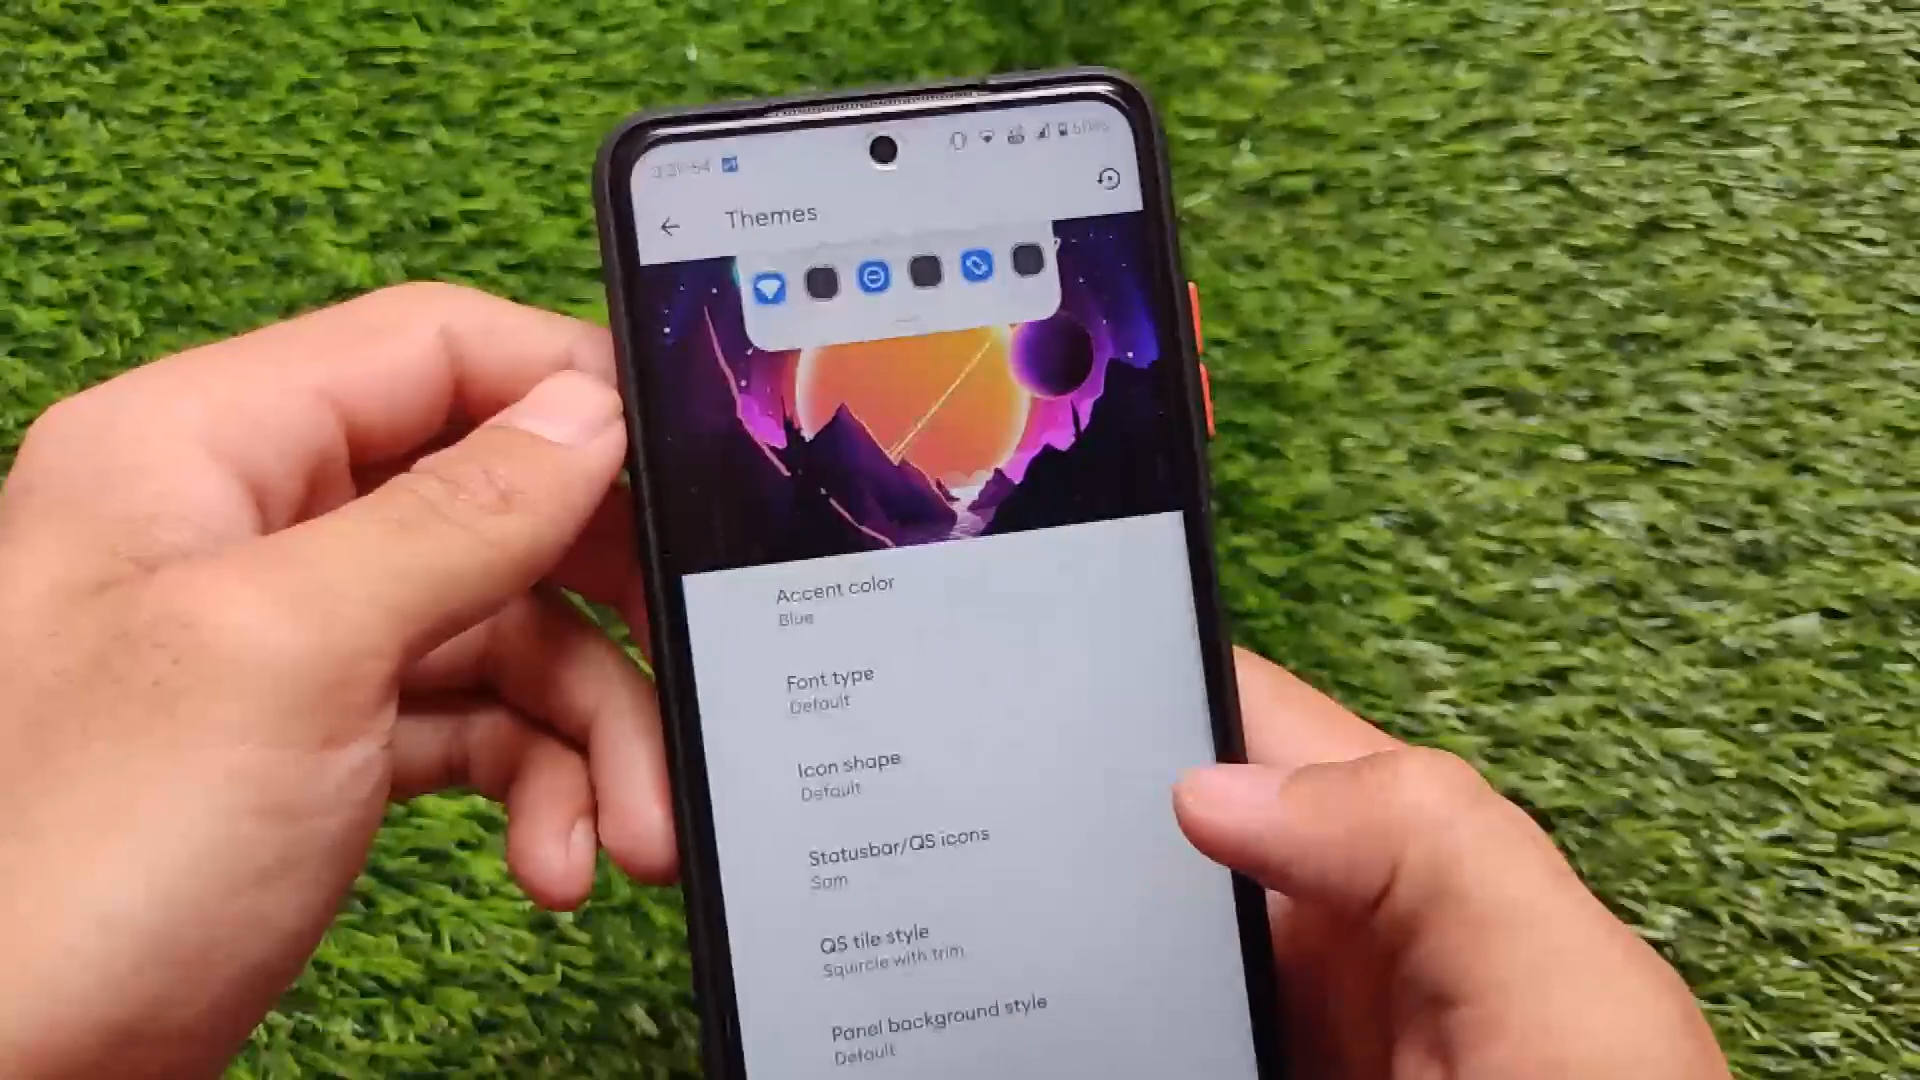 Themes
Accent color
Blue
Font type
Default
Icon shape
Default
Statusbar/QS icons
Sam
QS tile style
Squircle with trim
Panel background style
Default